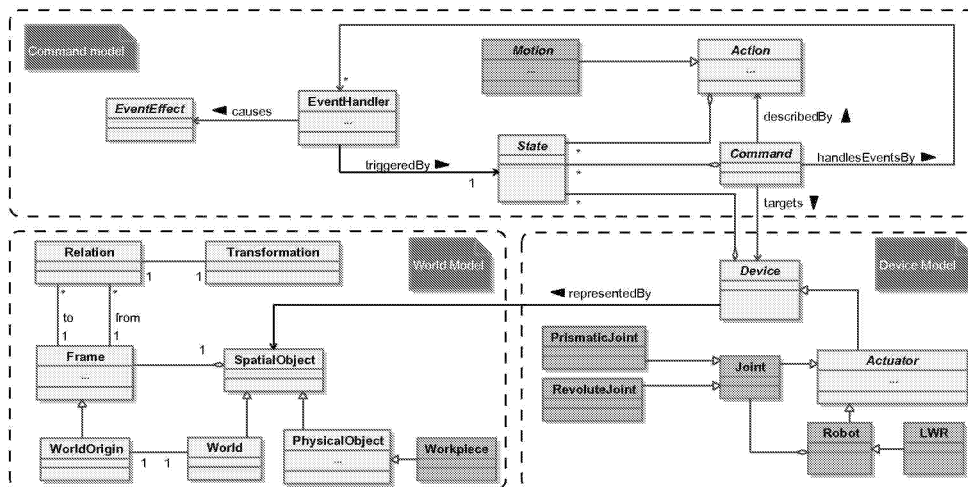 Command model
Motion
...
Action
...
EventEffect
causes
*
EventHandler
...
describedBy
State
*
*
*
Command
handlesEventsBy
triggeredBy
1
targets
Relation
Transformation
1
1
World Model
Device Model
*
*
to
from
1
1
Device
representedBy
Frame
...
1
SpatialObject
PrismaticJoint
RevoluteJoint
Joint
Actuator
...
WorldOrigin
1
1
World
PhysicalObject
...
Workpiece
Robot
LWR